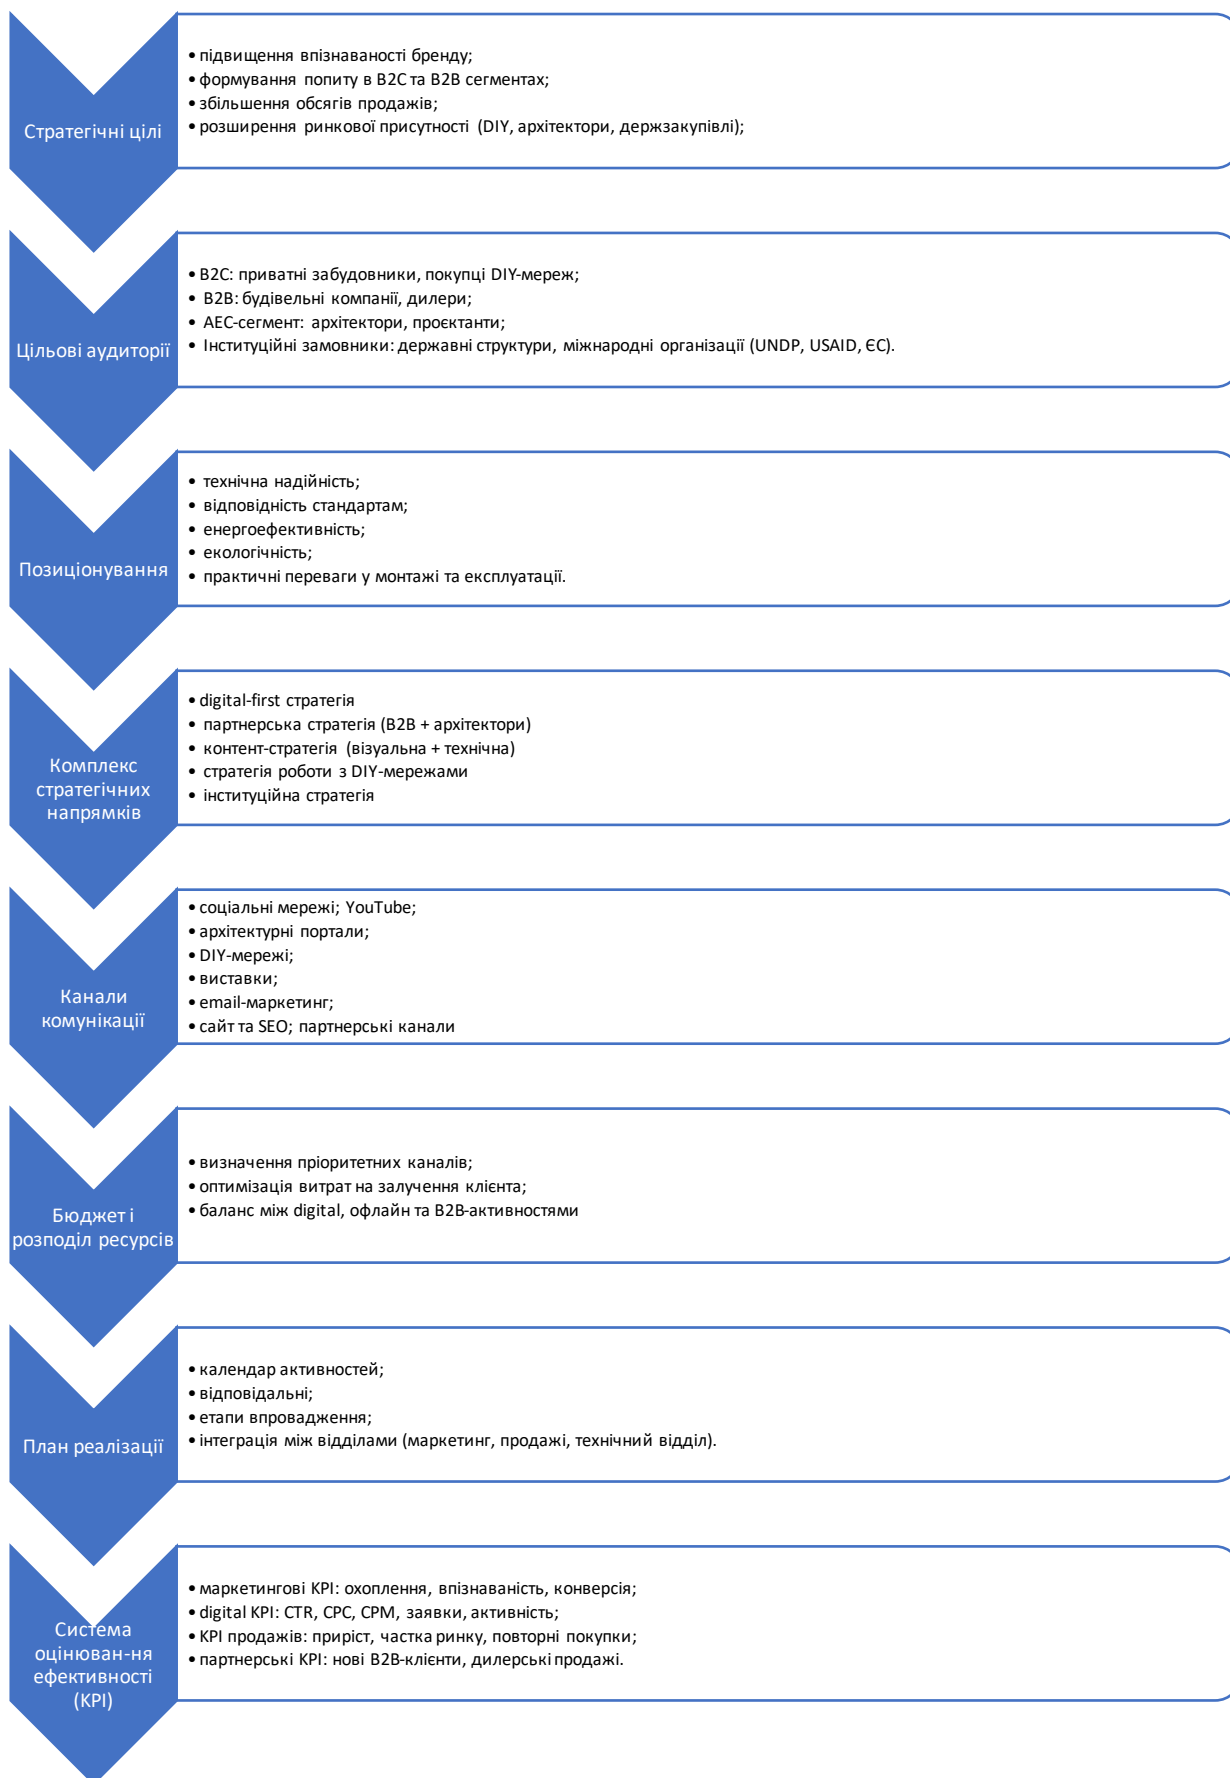 Стратегічні цілі
• підвищення впізнаваності бренду;
• формування попиту в B2C та B2B сегментах;
• збільшення обсягів продажів;
• розширення ринкової присутності (DIY, архітектори, держзакупівлі);
Цільові аудиторії
• B2C: приватні забудовники, покупці DIY-мереж;
• B2B: будівельні компанії, дилери;
• AEC-сегмент: архітектори, проєктанти;
• Інституційні замовники: державні структури, міжнародні організації (UNDP, USAID, ЄС).
Позиціонування
• технічна надійність;
• відповідність стандартам;
• енергоефективність;
• екологічність;
• практичні переваги у монтажі та експлуатації.
Комплекс
стратегічних
напрямків
• digital-first стратегія
• партнерська стратегія (B2B + архітектори)
• контент-стратегія (візуальна + технічна)
• стратегія роботи з DIY-мережами
• інституційна стратегія
Канали
комунікації
• соціальні мережі; YouTube;
• архітектурні портали;
• DIY-мережі;
• виставки;
• email-маркетинг;
• сайт та SEO; партнерські канали
Бюджет і
розподіл ресурсів
• визначення пріоритетних каналів;
• оптимізація витрат на залучення клієнта;
• баланс між digital, офлайн та B2B-активностями
План реалізації
• календар активностей;
• відповідальні;
• етапи впровадження;
• інтеграція між відділами (маркетинг, продажі, технічний відділ).
Система
оцінюван-ня
ефективності
(KPI)
• маркетингові KPI: охоплення, впізнаваність, конверсія;
• digital KPI: CTR, CPC, CPM, заявки, активність;
• KPI продажів: приріст, частка ринку, повторні покупки;
• партнерські KPI: нові B2B-клієнти, дилерські продажі.